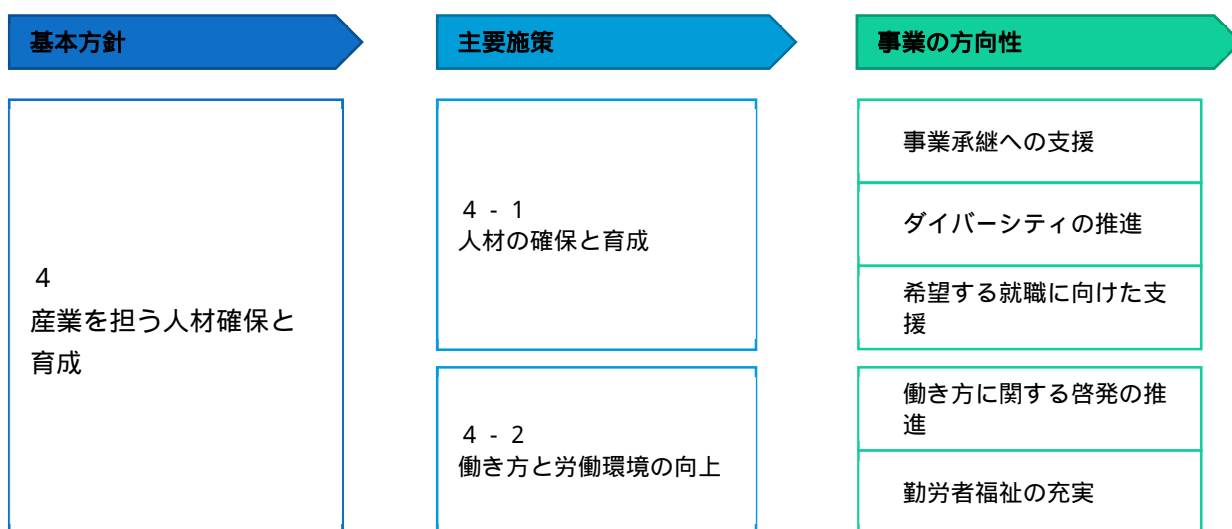 基本方針
主要施策
事業の方向性
4
産業を担う人材確保と
育成
4 - 1
人材の確保と育成
事業承継への支援
ダイバーシティの推進
希望する就職に向けた支
援
4 - 2
働き方と労働環境の向上
働き方に関する啓発の推
進
勤労者福祉の充実